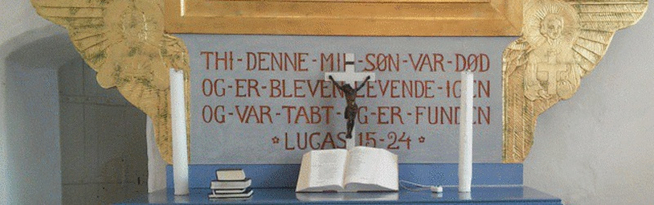 THI-DENNE-MIN-SØN-VAR-DØD
OG-ER-BLEVEN-LEVENDE-IGEN
OG-VAR-TABT-OG-ER-FUNDEN
LUCAS 15-24